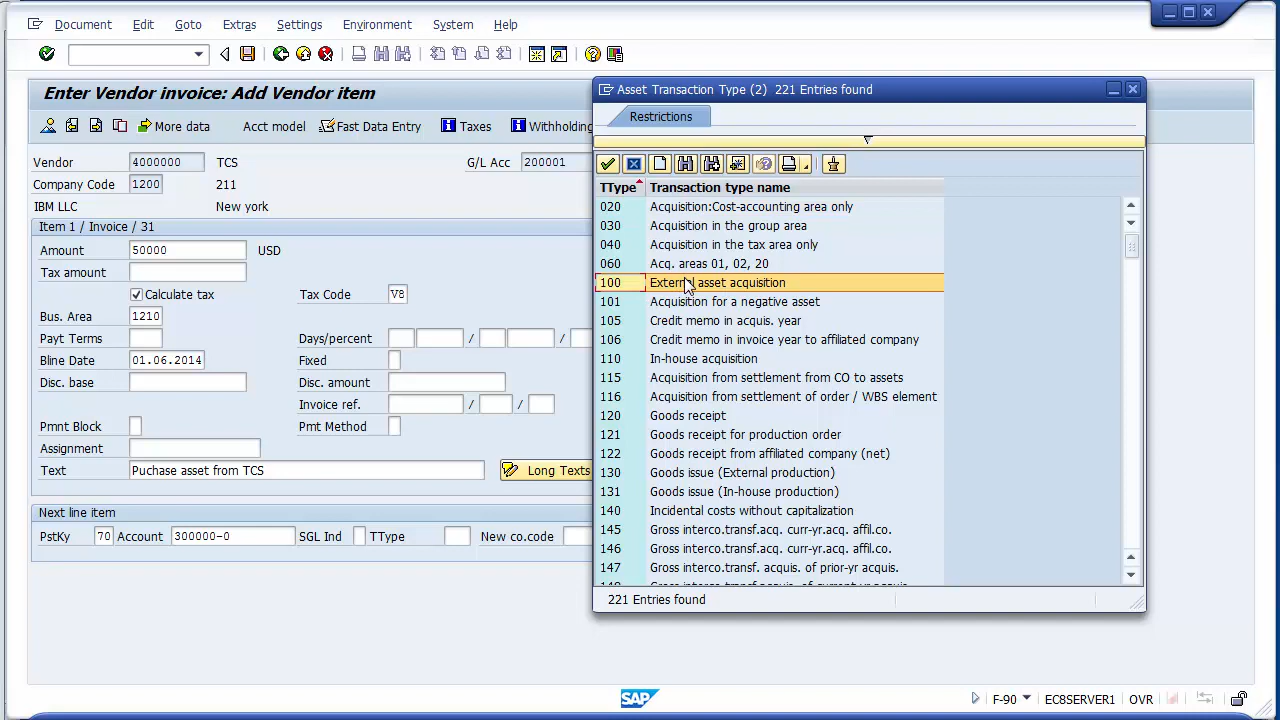 Document Edit Goto Extras Settings Environment System Help
Enter Vendor invoice: Add Vendor item
More data Acct model Fast Data Entry Taxes Withholding
Vendor 4000000 TCS G/L Acc 200001
Company Code 1200 211
IBM LLC New york
Item 1 / Invoice / 31
Amount 50000 USD
Tax amount
Calculate tax Tax Code V8
Bus. Area 1210
Payt Terms Days/percent / /
Bline Date 01.06.2014 Fixed
Disc. base Disc. amount
Invoice ref. / /
Pmnt Block Pmt Method
Assignment
Text Puchase asset from TCS Long Texts
Next line item
PstKy 70 Account 300000-0 SGL Ind TType New co.code
Asset Transaction Type (2) 221 Entries found
Restrictions
TType Transaction type name
020 Acquisition:Cost-accounting area only
030 Acquisition in the group area
040 Acquisition in the tax area only
060 Acq. areas 01, 02, 20
100 External asset acquisition
101 Acquisition for a negative asset
105 Credit memo in acquis. year
106 Credit memo in invoice year to affiliated company
110 In-house acquisition
115 Acquisition from settlement from CO to assets
116 Acquisition from settlement of order / WBS element
120 Goods receipt
121 Goods receipt for production order
122 Goods receipt from affiliated company (net)
130 Goods issue (External production)
131 Goods issue (In-house production)
140 Incidental costs without capitalization
145 Gross interco.transf.acq. curr-yr.acq. affil.co.
146 Gross interco.transf.acq. curr-yr.acq. affil.co.
147 Gross interco.transf. acquis. of prior-yr acquis.
221 Entries found
SAP F-90 EC8SERVER1 OVR